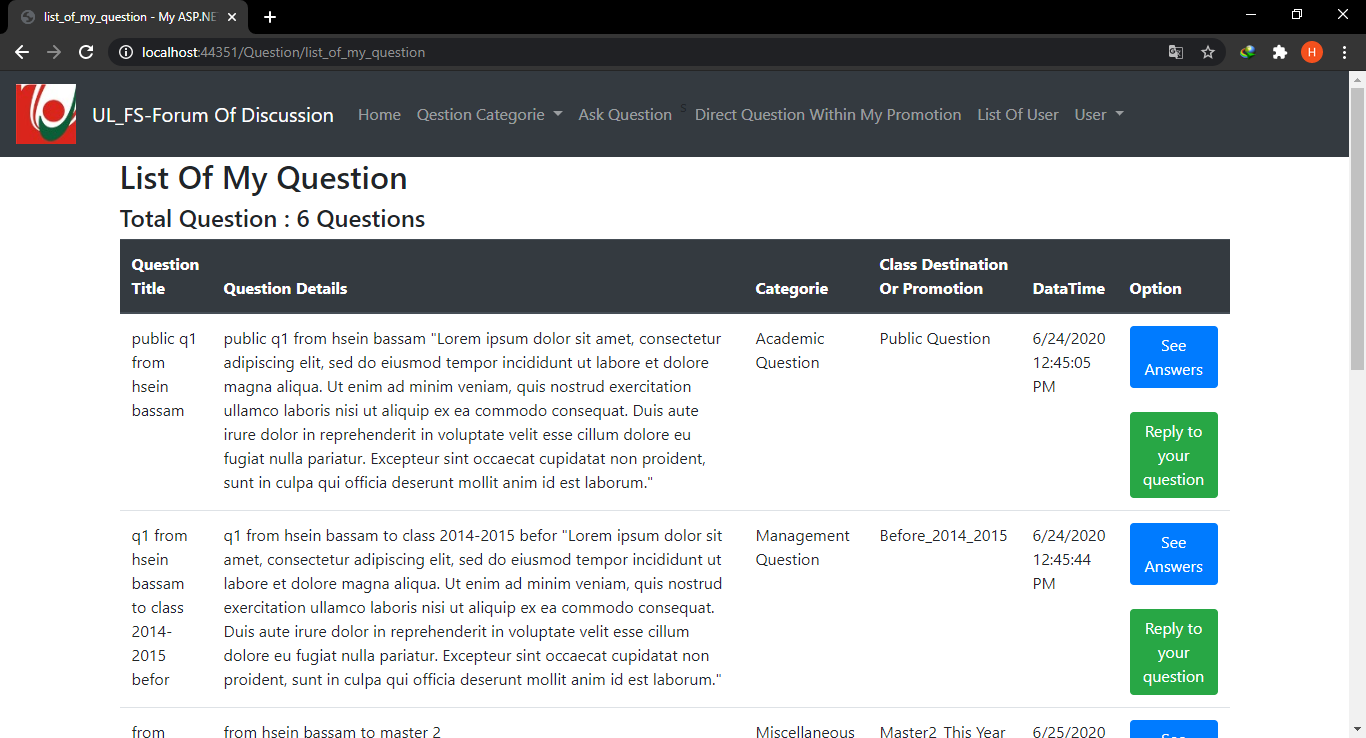 list_of_my_question - My ASP.NE
localhost:44351/Question/list_of_my_question
H
UL_FS-Forum Of Discussion
Home
Qestion Categorie
Ask Question
s
Direct Question Within My Promotion
List Of User
User
List Of My Question
Total Question : 6 Questions
Question
Title
Question Details
Categorie
Class Destination
Or Promotion
DataTime
Option
public q1
from
hsein
bassam
public q1 from hsein bassam "Lorem ipsum dolor sit amet, consectetur
adipiscing elit, sed do eiusmod tempor incididunt ut labore et dolore
magna aliqua. Ut enim ad minim veniam, quis nostrud exercitation
ullamco laboris nisi ut aliquip ex ea commodo consequat. Duis aute
irure dolor in reprehenderit in voluptate velit esse cillum dolore eu
fugiat nulla pariatur. Excepteur sint occaecat cupidatat non proident,
sunt in culpa qui officia deserunt mollit anim id est laborum."
Academic
Question
Public Question
6/24/2020
12:45:05
PM
See
Answers
Reply to
your
question
q1 from
hsein
bassam
to class
2014-
2015
befor
q1 from hsein bassam to class 2014-2015 befor "Lorem ipsum dolor sit
amet, consectetur adipiscing elit, sed do eiusmod tempor incididunt ut
labore et dolore magna aliqua. Ut enim ad minim veniam, quis nostrud
exercitation ullamco laboris nisi ut aliquip ex ea commodo consequat.
Duis aute irure dolor in reprehenderit in voluptate velit esse cillum
dolore eu fugiat nulla pariatur. Excepteur sint occaecat cupidatat non
proident, sunt in culpa qui officia deserunt mollit anim id est laborum."
Management
Question
Before_2014_2015
6/24/2020
12:45:44
PM
See
Answers
Reply to
your
question
from
from hsein bassam to master 2
Miscellaneous
Master2_This Year
6/25/2020
See